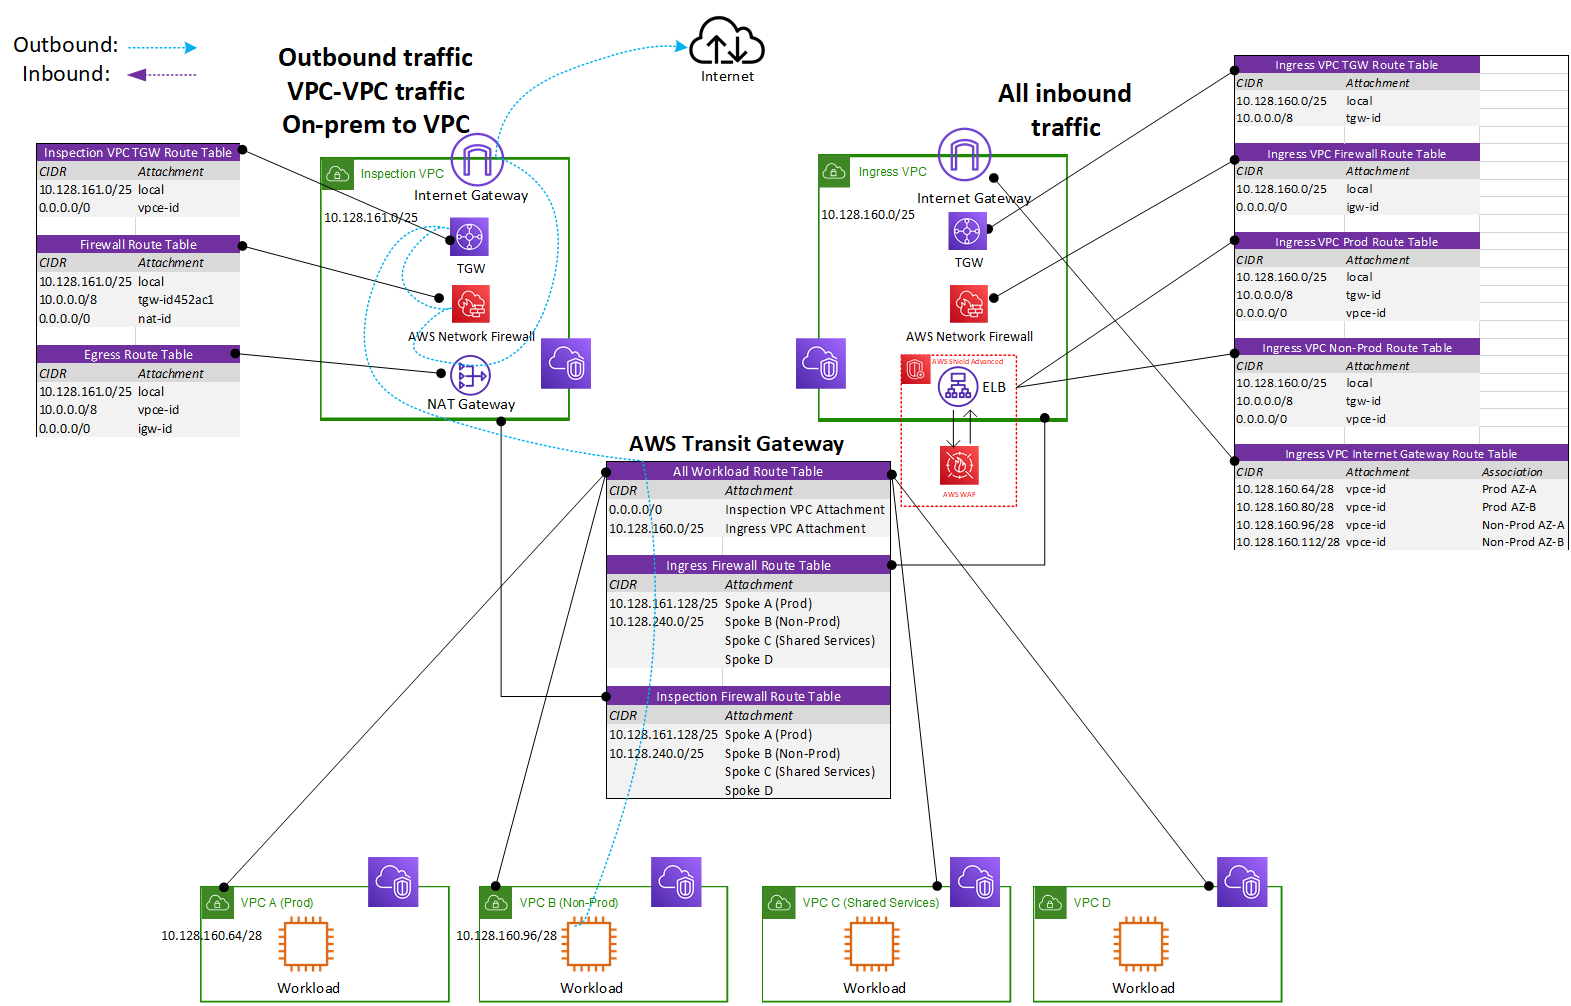 Outbound:
Inbound:
Outbound traffic
VPC-VPC traffic
On-prem to VPC
Internet
All inbound
traffic
Inspection VPC TGW Route Table
CIDR Attachment
10.128.161.0/25 local
0.0.0.0/0 vpce-id
Firewall Route Table
CIDR Attachment
10.128.161.0/25 local
10.0.0.0/8 tgw-id452ac1
0.0.0.0/0 nat-id
Egress Route Table
CIDR Attachment
10.128.161.0/25 local
10.0.0.0/8 vpce-id
0.0.0.0/0 igw-id
Inspection VPC
Internet Gateway
10.128.161.0/25
TGW
AWS Network Firewall
NAT Gateway
Ingress VPC
Internet Gateway
10.128.160.0/25
TGW
AWS Network Firewall
AWS Shield Advanced
ELB
AWS WAF
Ingress VPC TGW Route Table
CIDR Attachment
10.128.160.0/25 local
10.0.0.0/8 tgw-id
Ingress VPC Firewall Route Table
CIDR Attachment
10.128.160.0/25 local
0.0.0.0/0 igw-id
Ingress VPC Prod Route Table
CIDR Attachment
10.128.160.0/25 local
10.0.0.0/8 tgw-id
0.0.0.0/0 vpce-id
Ingress VPC Non-Prod Route Table
CIDR Attachment
10.128.160.0/25 local
10.0.0.0/8 tgw-id
0.0.0.0/0 vpce-id
Ingress VPC Internet Gateway Route Table
CIDR Attachment Association
10.128.160.64/28 vpce-id Prod AZ-A
10.128.160.80/28 vpce-id Prod AZ-B
10.128.160.96/28 vpce-id Non-Prod AZ-A
10.128.160.112/28 vpce-id Non-Prod AZ-B
AWS Transit Gateway
All Workload Route Table
CIDR Attachment
0.0.0.0/0 Inspection VPC Attachment
10.128.160.0/25 Ingress VPC Attachment
Ingress Firewall Route Table
CIDR Attachment
10.128.161.128/25 Spoke A (Prod)
10.128.240.0/25 Spoke B (Non-Prod)
Spoke C (Shared Services)
Spoke D
Inspection Firewall Route Table
CIDR Attachment
10.128.161.128/25 Spoke A (Prod)
10.128.240.0/25 Spoke B (Non-Prod)
Spoke C (Shared Services)
Spoke D
VPC A (Prod)
10.128.160.64/28
Workload
VPC B (Non-Prod)
10.128.160.96/28
Workload
VPC C (Shared Services)
Workload
VPC D
Workload